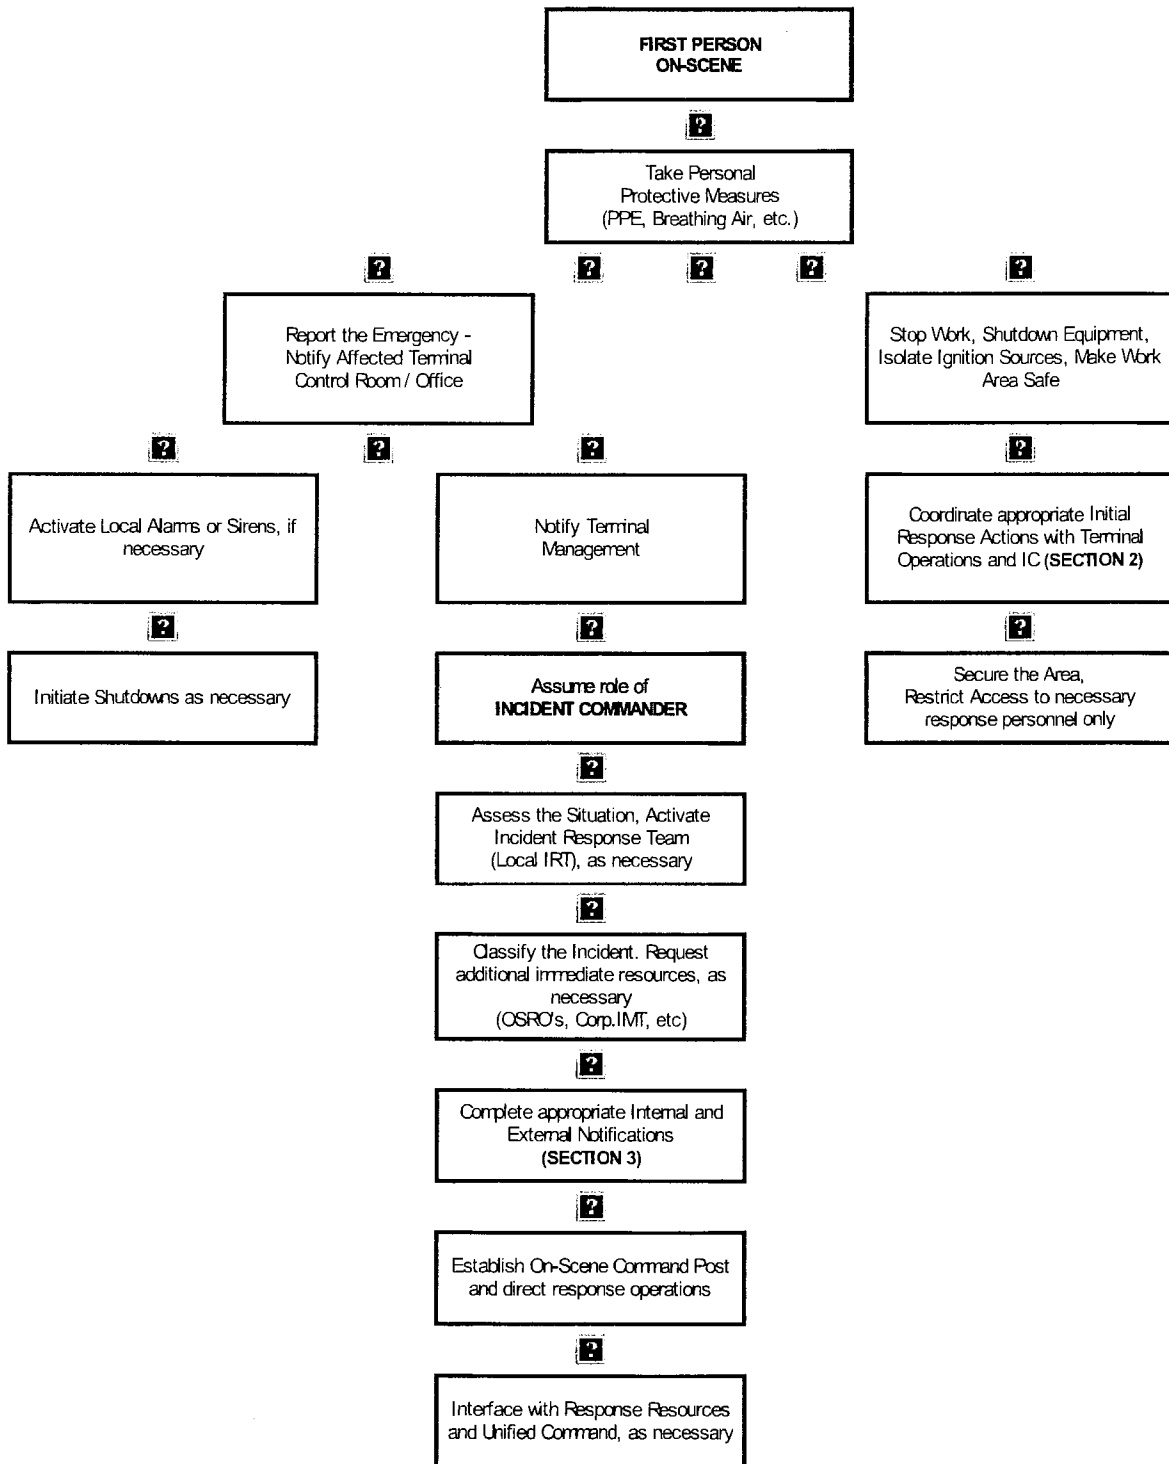 FIRST PERSON
ON-SCENE
?
Take Personal
Protective Measures
(PPE, Breathing Air, etc.)
? ? ? ? ?
Report the Emergency -
Notify Affected Terminal
Control Room / Office
Stop Work, Shutdown Equipment,
Isolate Ignition Sources, Make Work
Area Safe
? ? ? ?
Activate Local Alarms or Sirens, if
necessary
Notify Terminal
Management
Coordinate appropriate Initial
Response Actions with Terminal
Operations and IC (SECTION 2)
? ? ?
Initiate Shutdowns as necessary
Assume role of
INCIDENT COMMANDER
Secure the Area,
Restrict Access to necessary
response personnel only
?
Assess the Situation, Activate
Incident Response Team
(Local IRT), as necessary
?
Classify the Incident. Request
additional immediate resources, as
necessary
(OSRO's, Corp.IMT, etc)
?
Complete appropriate Internal and
External Notifications
(SECTION 3)
?
Establish On-Scene Command Post
and direct response operations
?
Interface with Response Resources
and Unified Command, as necessary